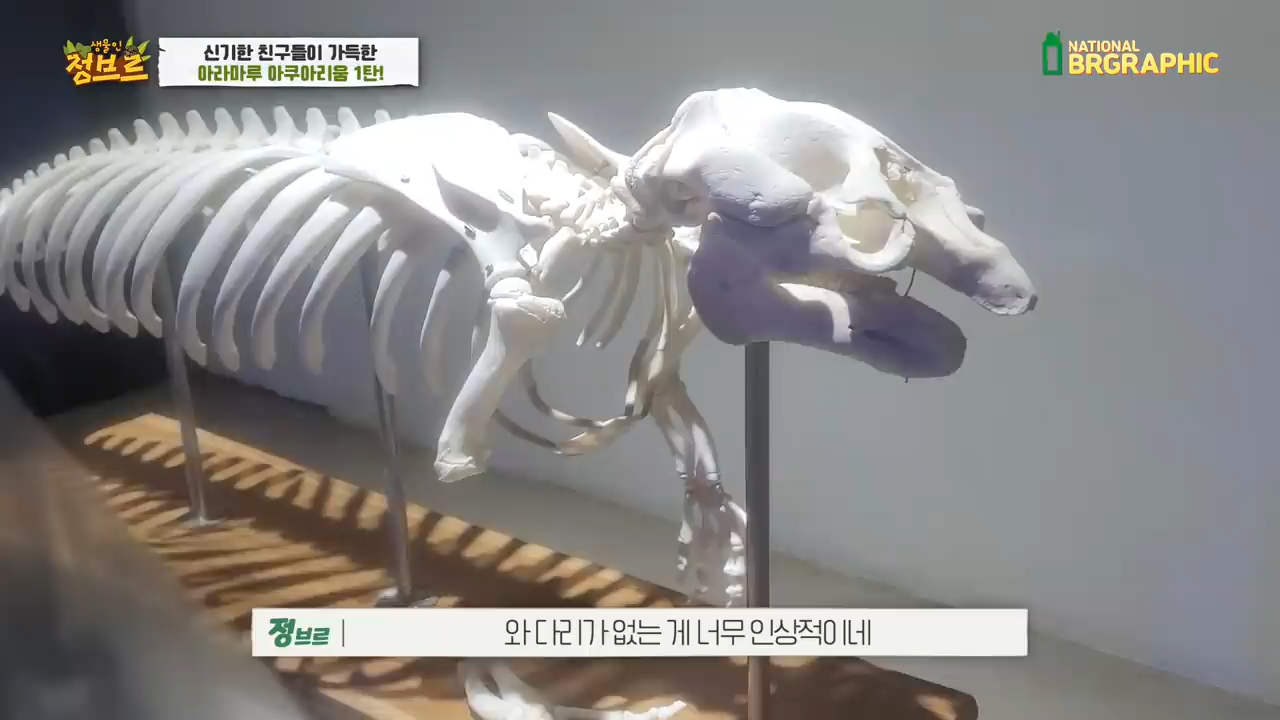 생물인
정브르
신기한 친구들이 가득한
아라마루 아쿠아리움 1탄!
NATIONAL
BRGRAPHIC
정브르
와 다리가 없는 게 너무 인상적이네